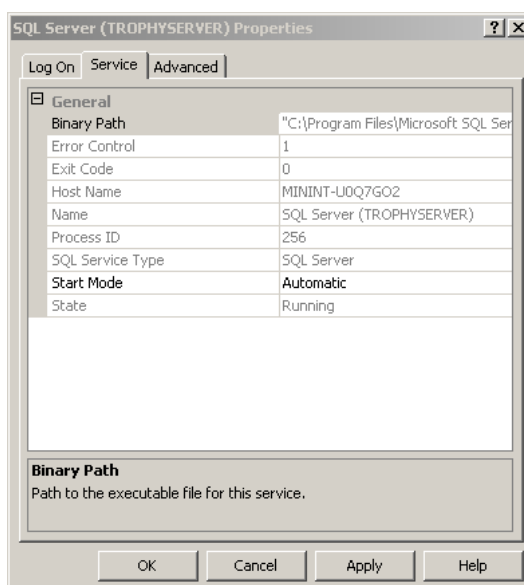 SQL Server (TROPHYSERVER) Properties
Log On Service Advanced
General
Binary Path "C:\Program Files\Microsoft SQL Ser
Error Control 1
Exit Code 0
Host Name MININT-U0Q7GO2
Name SQL Server (TROPHYSERVER)
Process ID 256
SQL Service Type SQL Server
Start Mode Automatic
State Running
Binary Path
Path to the executable file for this service.
OK Cancel Apply Help